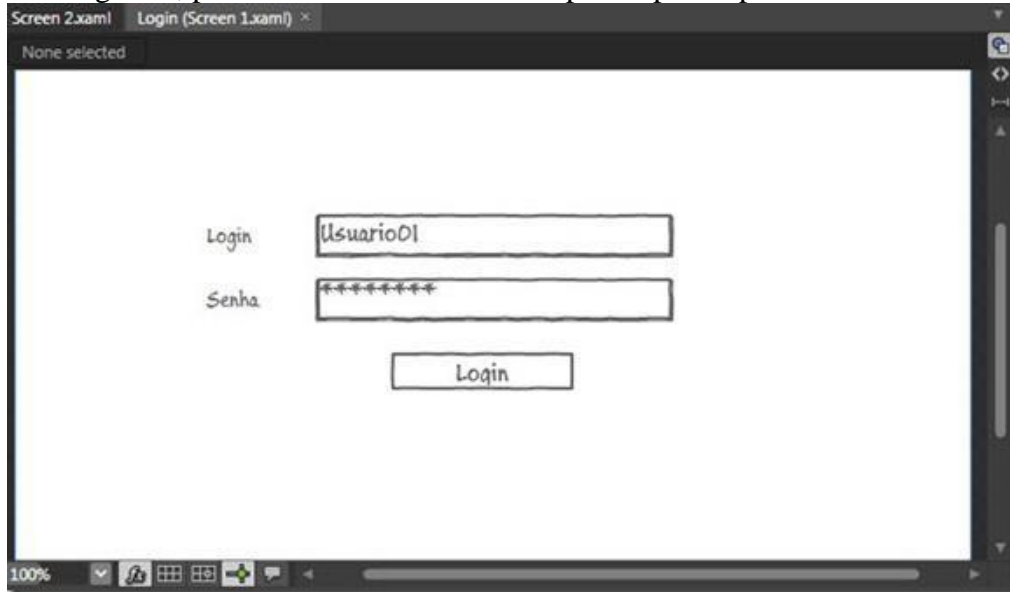 Screen 2.xaml Login (Screen 1.xaml) ×
None selected
Login Usuario01
Senha ********
Login
100%